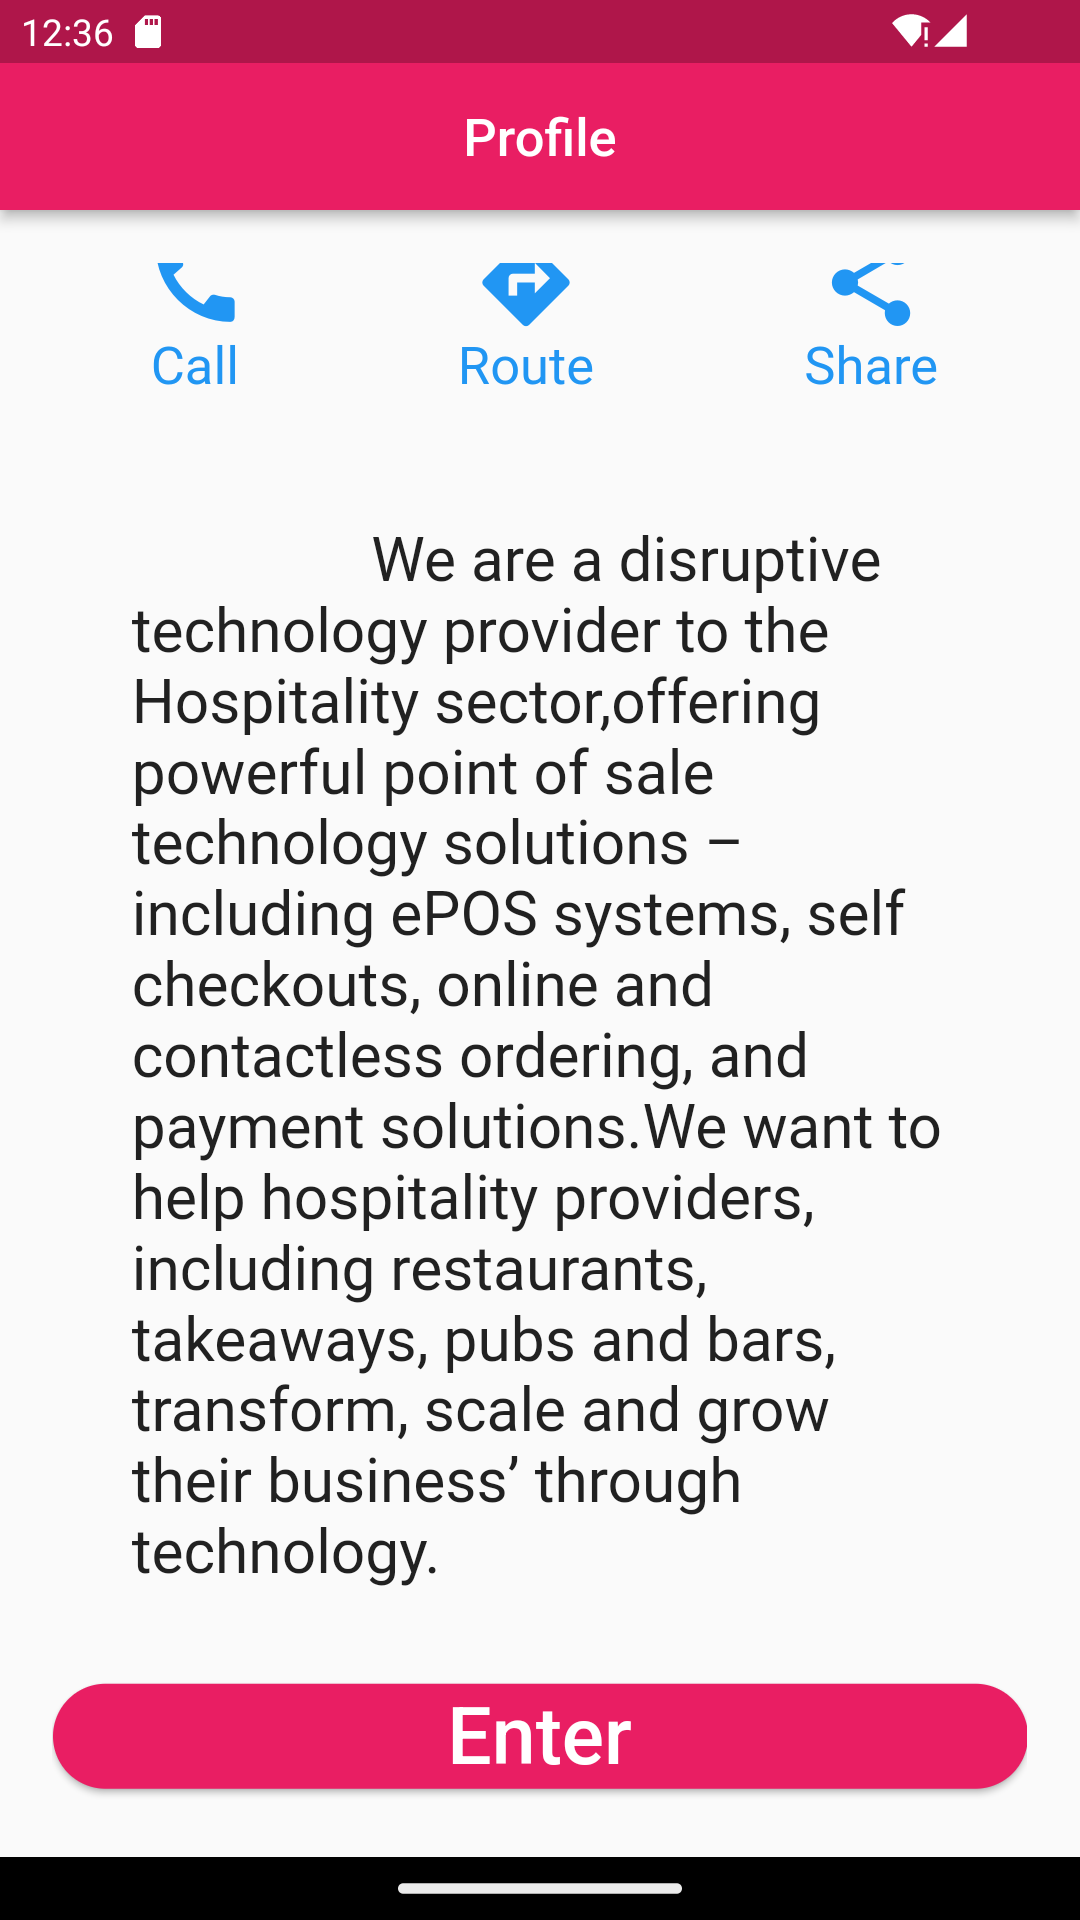 12:36
Profile
Call Route Share
We are a disruptive
technology provider to the
Hospitality sector,offering
powerful point of sale
technology solutions –
including ePOS systems, self
checkouts, online and
contactless ordering, and
payment solutions.We want to
help hospitality providers,
including restaurants,
takeaways, pubs and bars,
transform, scale and grow
their business’ through
technology.
Enter